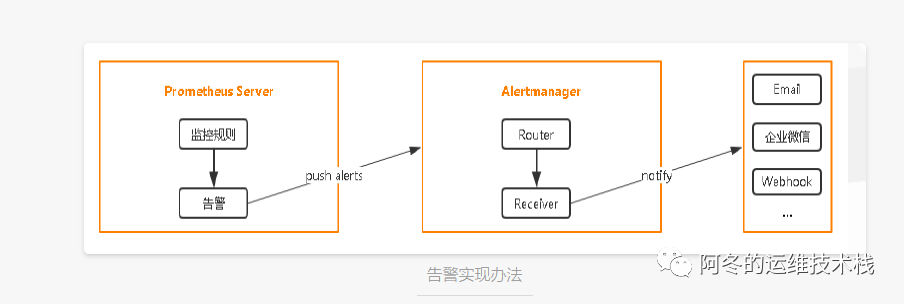 Prometheus Server
监控规则
告警
push alerts
Alertmanager
Router
Receiver
notify
Email
企业微信
Webhook
...
告警实现办法
阿冬的运维技术栈